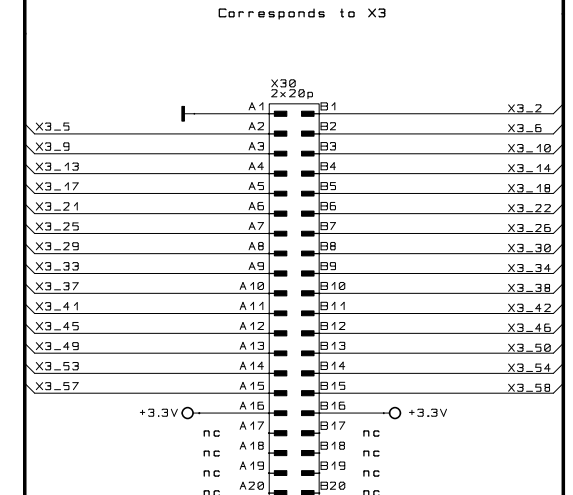 Corresponds to X3
X30
2x20p
A1 B1 X3_2
X3_5 A2 B2 X3_6
X3_9 A3 B3 X3_10
X3_13 A4 B4 X3_14
X3_17 A5 B5 X3_18
X3_21 A6 B6 X3_22
X3_25 A7 B7 X3_26
X3_29 A8 B8 X3_30
X3_33 A9 B9 X3_34
X3_37 A10 B10 X3_38
X3_41 A11 B11 X3_42
X3_45 A12 B12 X3_46
X3_49 A13 B13 X3_50
X3_53 A14 B14 X3_54
X3_57 A15 B15 X3_58
+3.3V A16 B16 +3.3V
nc A17 B17 nc
nc A18 B18 nc
nc A19 B19 nc
nc A20 B20 nc